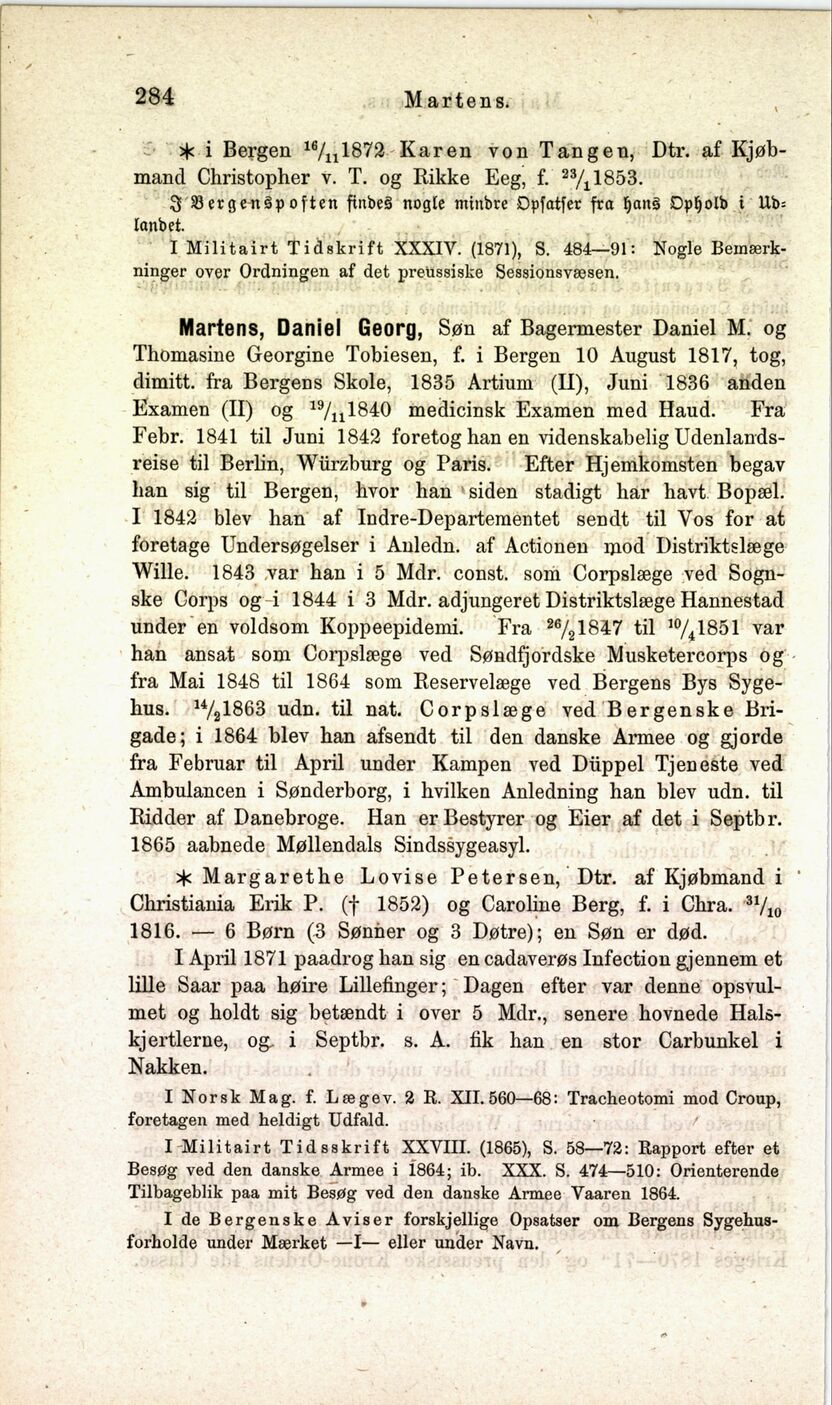 284 Martens.
⚹ i Bergen ¹⁶/₁₁1872 Karen von Tangen, Dtr. af Kjøb-
mand Christopher v. T. og Rikke Eeg, f. ²³/₁1853.
I Bergensposten findes nogle mindre Opsatser fra hans Ophold i Ud-
landet.
I Militairt Tidskrift XXXIV. (1871), S. 484—91: Nogle Bemærk-
ninger over Ordningen af det preussiske Sessionsvæsen.
Martens, Daniel Georg, Søn af Bagermester Daniel M. og
Thomasine Georgine Tobiesen, f. i Bergen 10 August 1817, tog,
dimitt. fra Bergens Skole, 1835 Artium (II), Juni 1836 anden
Examen (II) og ¹⁹/₁₁1840 medicinsk Examen med Haud. Fra
Febr. 1841 til Juni 1842 foretog han en videnskabelig Udenlands-
reise til Berlin, Würzburg og Paris. Efter Hjemkomsten begav
han sig til Bergen, hvor han siden stadigt har havt Bopæl.
I 1842 blev han af Indre-Departementet sendt til Vos for at
foretage Undersøgelser i Anledn. af Actionen mod Distriktslæge
Wille. 1843 var han i 5 Mdr. const. som Corpslæge ved Sogn-
ske Corps og i 1844 i 3 Mdr. adjungeret Distriktslæge Hannestad
under en voldsom Koppeepidemi. Fra ²⁶/₂1847 til ¹⁰/₄1851 var
han ansat som Corpslæge ved Søndfjordske Musketercorps og
fra Mai 1848 til 1864 som Reservelæge ved Bergens Bys Syge-
hus. ¹⁴/₂1863 udn. til nat. Corpslæge ved Bergenske Bri-
gade; i 1864 blev han afsendt til den danske Armee og gjorde
fra Februar til April under Kampen ved Düppel Tjeneste ved
Ambulancen i Sønderborg, i hvilken Anledning han blev udn. til
Ridder af Danebroge. Han er Bestyrer og Eier af det i Septbr.
1865 aabnede Møllendals Sindssygeasyl.
⚹ Margarethe Lovise Petersen, Dtr. af Kjøbmand i
Christiania Erik P. († 1852) og Caroline Berg, f. i Chra. ³¹/₁₀
1816. — 6 Børn (3 Sønner og 3 Døtre); en Søn er død.
I April 1871 paadrog han sig en cadaverøs Infection gjennem et
lille Saar paa høire Lillefinger; Dagen efter var denne opsvul-
met og holdt sig betændt i over 5 Mdr., senere hovnede Hals-
kjertlerne, og i Septbr. s. A. fik han en stor Carbunkel i
Nakken.
I Norsk Mag. f. Lægev. 2 R. XII. 560—68: Tracheotomi mod Croup,
foretagen med heldigt Udfald.
I Militairt Tidsskrift XXVIII. (1865), S. 58—72: Rapport efter et
Besøg ved den danske Armee i 1864; ib. XXX. S. 474—510: Orienterende
Tilbageblik paa mit Besøg ved den danske Armee Vaaren 1864.
I de Bergenske Aviser forskjellige Opsatser om Bergens Sygehus-
forholde under Mærket —I— eller under Navn.